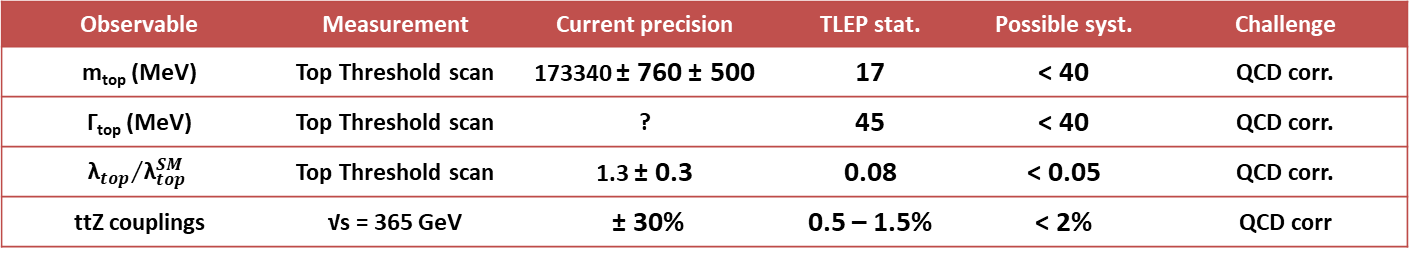 Observable Measurement Current precision TLEP stat. Possible syst. Challenge
mtop (MeV) Top Threshold scan 173340 ± 760 ± 500 17 < 40 QCD corr.
Γtop (MeV) Top Threshold scan ? 45 < 40 QCD corr.
λtop/λtopSM Top Threshold scan 1.3 ± 0.3 0.08 < 0.05 QCD corr.
ttZ couplings √s = 365 GeV ± 30% 0.5 – 1.5% < 2% QCD corr